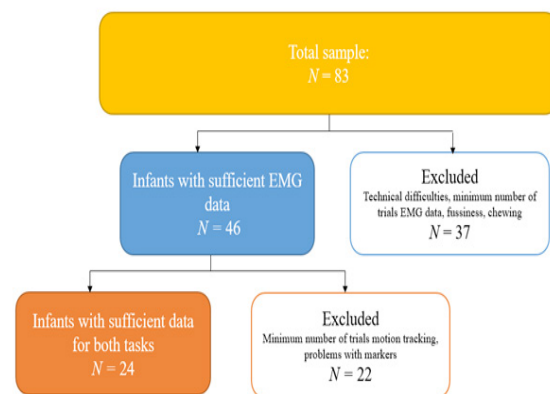 Total sample:
N = 83
Infants with sufficient EMG
data
N = 46
Excluded
Technical difficulties, minimum number of
trials EMG data, fussiness, chewing
N = 37
Infants with sufficient data
for both tasks
N = 24
Excluded
Minimum number of trials motion tracking,
problems with markers
N = 22